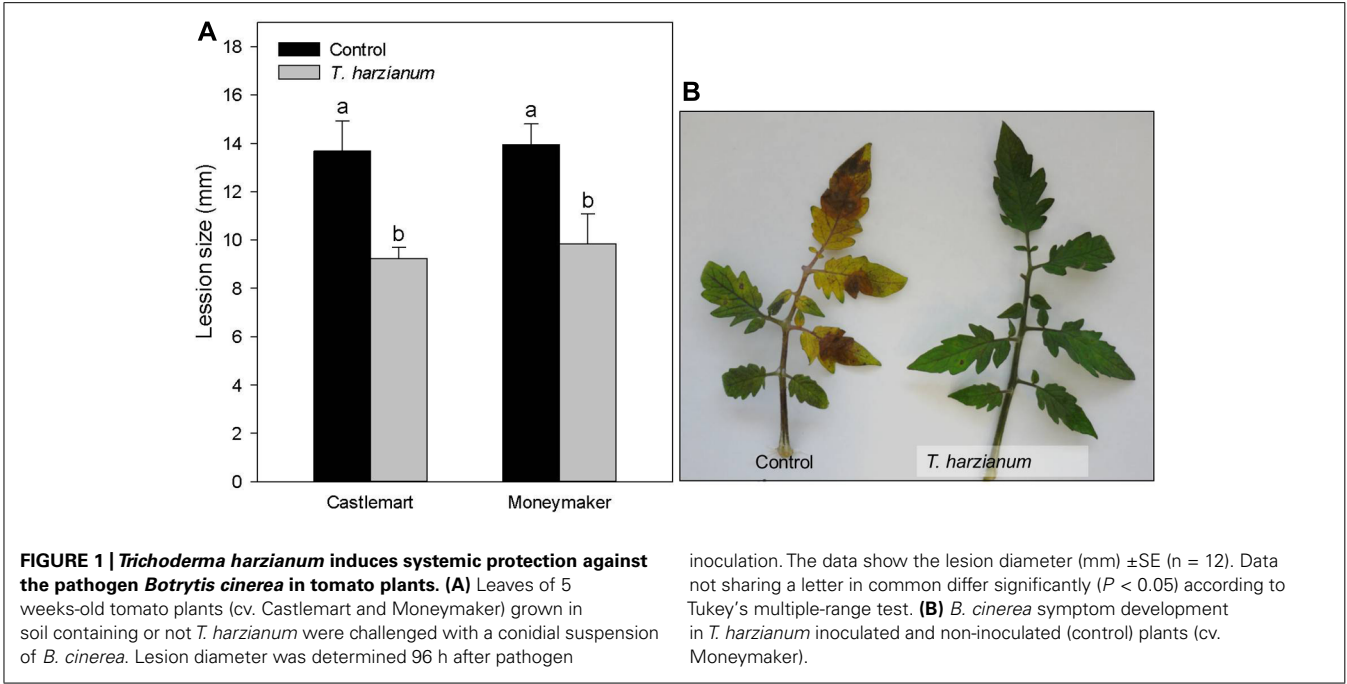 A
Control
T. harzianum
a
b
a
b
18
16
14
12
10
8
6
4
2
0
Lession size (mm)
Castlemart
Moneymaker
B
Control
T. harzianum
FIGURE 1 | Trichoderma harzianum induces systemic protection against
the pathogen Botrytis cinerea in tomato plants. (A) Leaves of 5
weeks-old tomato plants (cv. Castlemart and Moneymaker) grown in
soil containing or not T. harzianum were challenged with a conidial suspension
of B. cinerea. Lesion diameter was determined 96 h after pathogen
inoculation. The data show the lesion diameter (mm) ±SE (n = 12). Data
not sharing a letter in common differ significantly (P < 0.05) according to
Tukey's multiple-range test. (B) B. cinerea symptom development
in T. harzianum inoculated and non-inoculated (control) plants (cv.
Moneymaker).